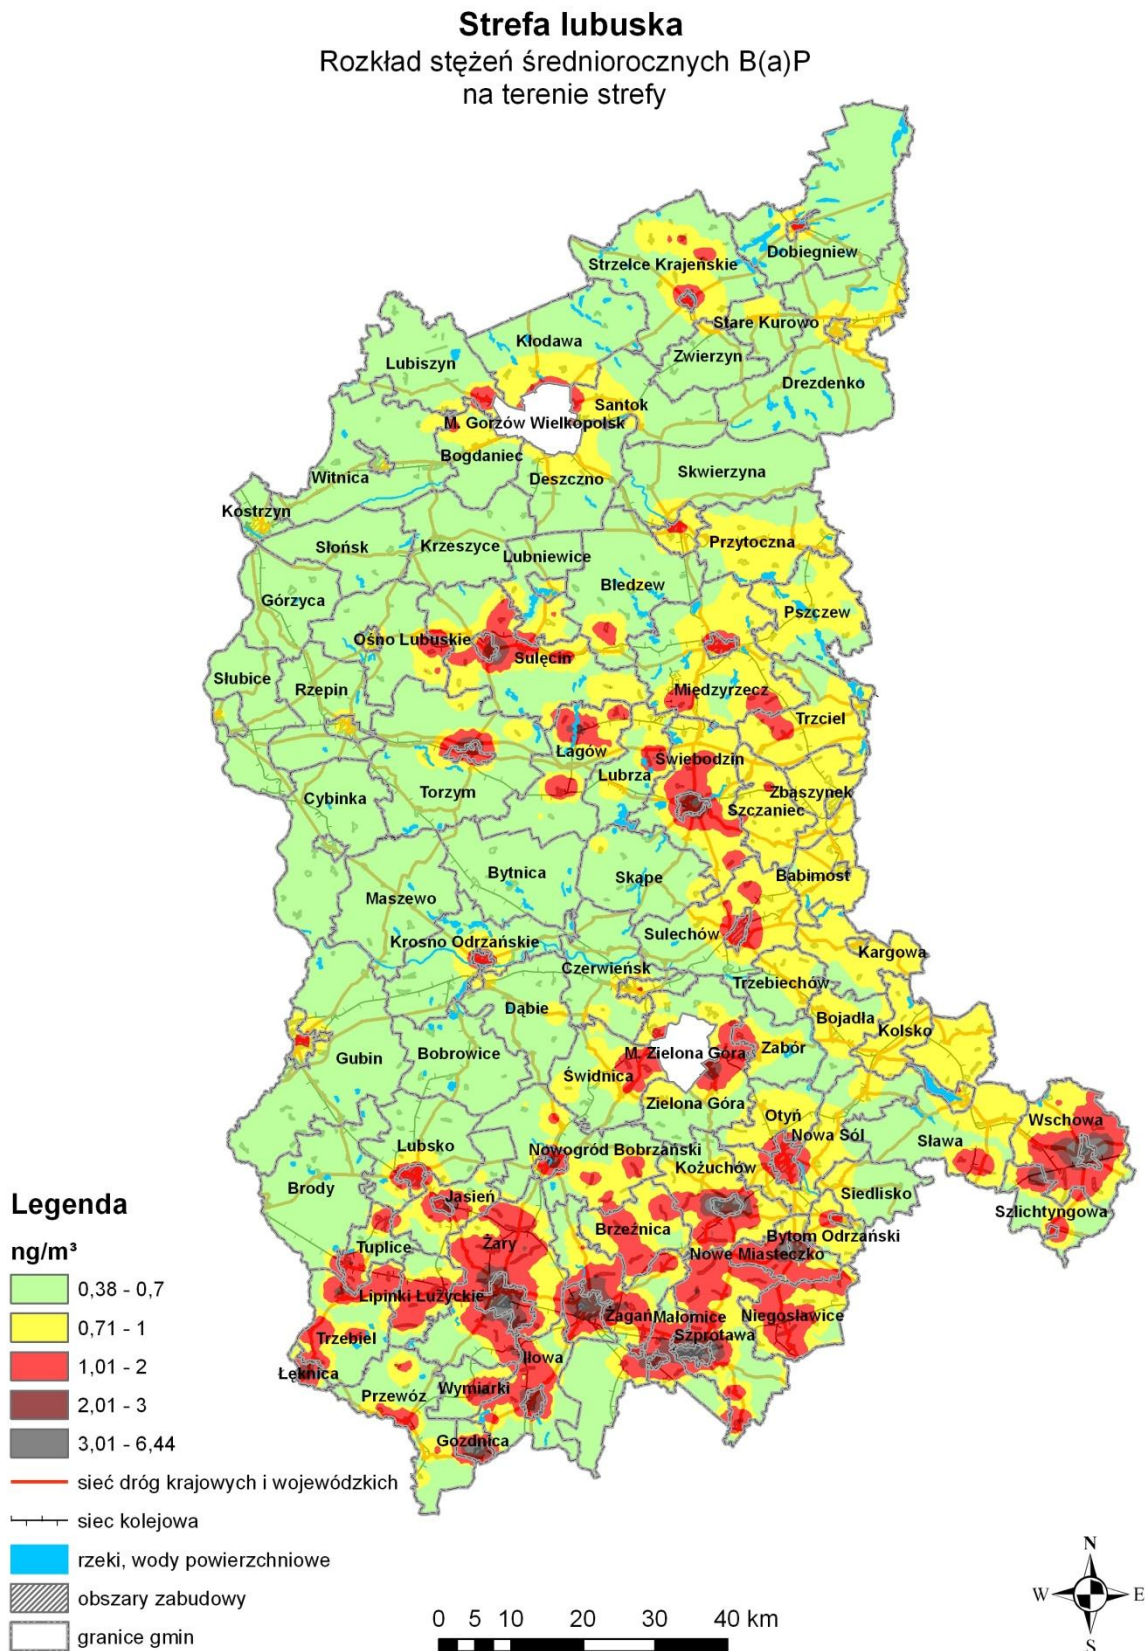 Strefa lubuska
Rozkład stężeń średniorocznych B(a)P
na terenie strefy
Dobiegniew
Strzelce Krajeńskie
Stare Kurowo
Kłodawa
Zwierzyn
Lubiszyn
Drezdenko
Santok
M. Gorzów Wielkopolsk
Bogdaniec
Skwierzyna
Witnica
Deszczno
Kostrzyn
Przytoczna
Słońsk
Krzeszyce
Lubniewice
Bledzew
Górzyca
Pszczew
Ośno Lubuskie
Sulęcin
Słubice
Rzepin
Międzyrzecz
Trzciel
Łagów
Świebodzin
Lubrza
Zbąszynek
Cybinka
Torzym
Szczaniec
Bytnica
Skąpe
Babimost
Maszewo
Sulechów
Krosno Odrzańskie
Kargowa
Czerwieńsk
Trzebiechów
Dąbie
Bojadła
Kolsko
Gubin
Bobrowice
M. Zielona Góra
Zabór
Świdnica
Zielona Góra
Otyń
Wschowa
Nowa Sól
Sława
Lubsko
Nowogród Bobrzański
Kożuchów
Brody
Siedlisko
Jasień
Szlichtyngowa
Brzeźnica
Bytom Odrzański
Tuplice
Żary
Nowe Miasteczko
Lipinki Łużyckie
Żagań
Małomice
Niegosławice
Trzebiel
Szprotawa
Iłowa
Łęknica
Wymiarki
Przewóz
Gozdnica
Legenda
ng/m³
0,38 - 0,7
0,71 - 1
1,01 - 2
2,01 - 3
3,01 - 6,44
sieć dróg krajowych i wojewódzkich
siec kolejowa
rzeki, wody powierzchniowe
obszary zabudowy
granice gmin
0 5 10 20 30 40 km
N
W E
S